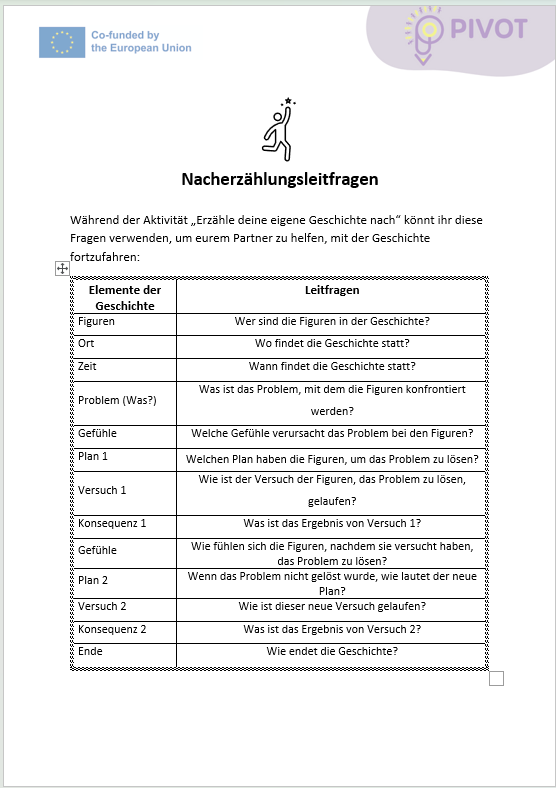 Co-funded by
the European Union
PIVOT
Nacherzählungsleitfragen
Während der Aktivität „Erzähle deine eigene Geschichte nach“ könnt ihr diese
Fragen verwenden, um eurem Partner zu helfen, mit der Geschichte
fortzufahren:
Elemente der
Geschichte
Leitfragen
Figuren
Wer sind die Figuren in der Geschichte?
Ort
Wo findet die Geschichte statt?
Zeit
Wann findet die Geschichte statt?
Problem (Was?)
Was ist das Problem, mit dem die Figuren konfrontiert
werden?
Gefühle
Welche Gefühle verursacht das Problem bei den Figuren?
Plan 1
Welchen Plan haben die Figuren, um das Problem zu lösen?
Versuch 1
Wie ist der Versuch der Figuren, das Problem zu lösen,
gelaufen?
Konsequenz 1
Was ist das Ergebnis von Versuch 1?
Gefühle
Wie fühlen sich die Figuren, nachdem sie versucht haben,
das Problem zu lösen?
Plan 2
Wenn das Problem nicht gelöst wurde, wie lautet der neue
Plan?
Versuch 2
Wie ist dieser neue Versuch gelaufen?
Konsequenz 2
Was ist das Ergebnis von Versuch 2?
Ende
Wie endet die Geschichte?